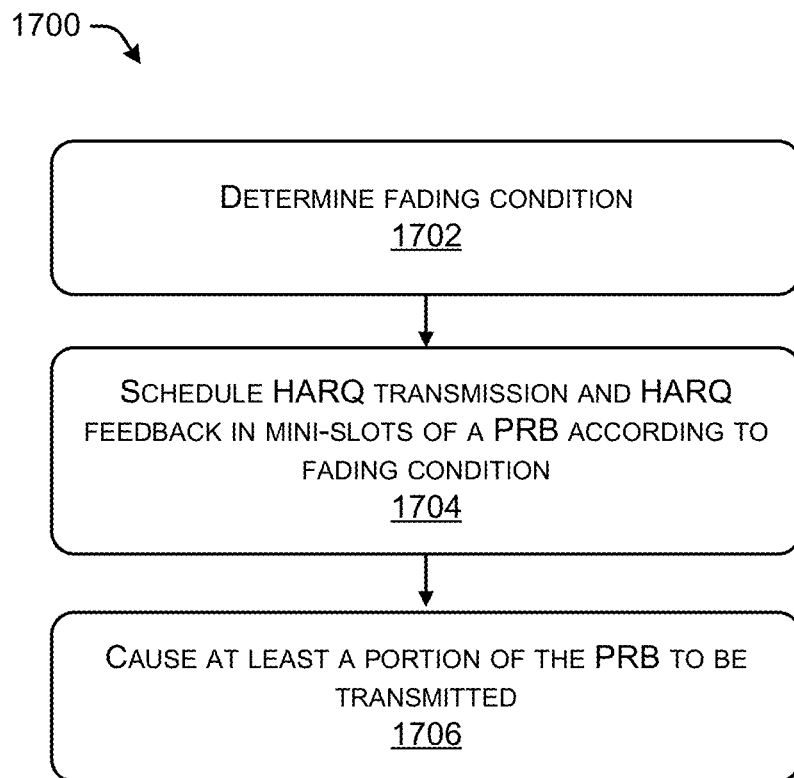 1700
DETERMINE FADING CONDITION
1702
SCHEDULE HARQ TRANSMISSION AND HARQ
FEEDBACK IN MINI-SLOTS OF A PRB ACCORDING TO
FADING CONDITION
1704
CAUSE AT LEAST A PORTION OF THE PRB TO BE
TRANSMITTED
1706